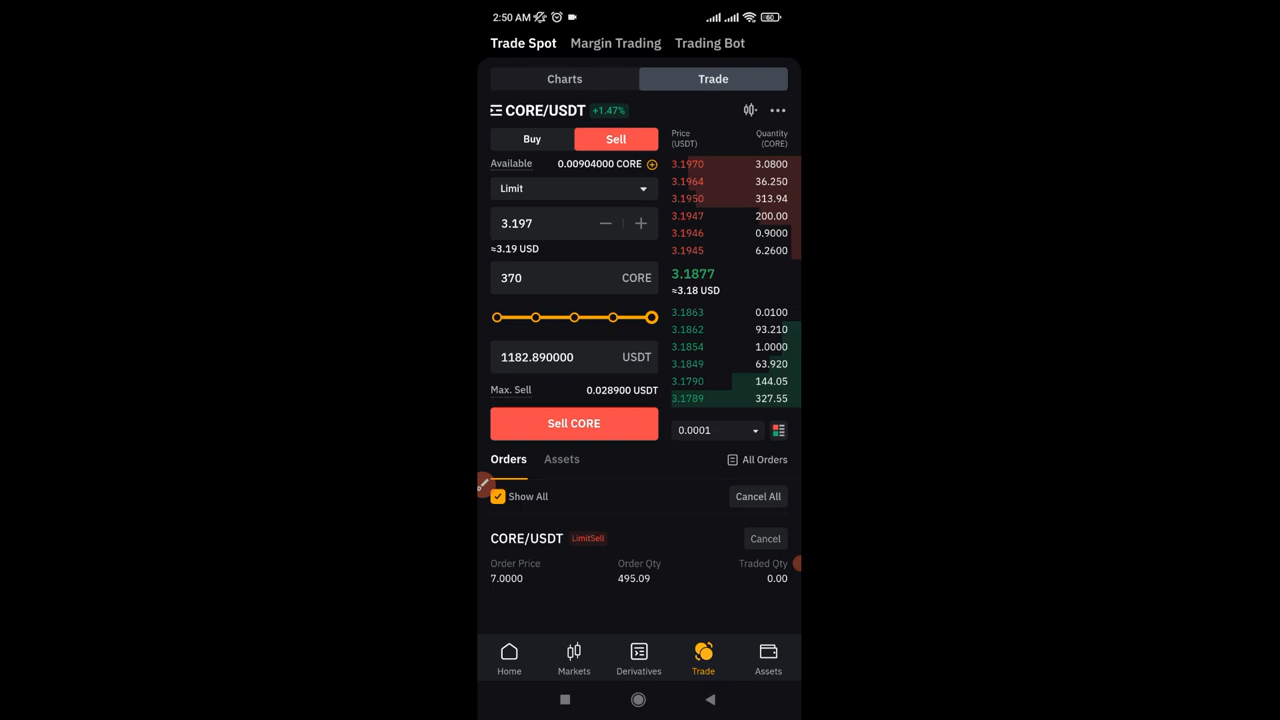 2:50 AM 60
Trade Spot Margin Trading Trading Bot
Charts Trade
CORE/USDT +1.47%
Buy Sell
Available 0.00904000 CORE
Limit
3.197
≈3.19 USD
370 CORE
1182.890000 USDT
Max. Sell 0.028900 USDT
Sell CORE
Price Quantity
(USDT) (CORE)
3.1970 3.0800
3.1964 36.250
3.1950 313.94
3.1947 200.00
3.1946 0.9000
3.1945 6.2600
3.1877
≈3.18 USD
3.1863 0.0100
3.1862 93.210
3.1854 1.0000
3.1849 63.920
3.1790 144.05
3.1789 327.55
0.0001
Orders Assets All Orders
Show All Cancel All
CORE/USDT LimitSell Cancel
Order Price Order Qty Traded Qty
7.0000 495.09 0.00
Home Markets Derivatives Trade Assets